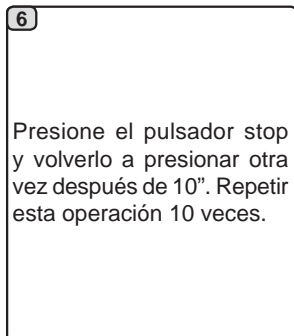 6
Presione el pulsador stop
y volverlo a presionar otra
vez después de 10”. Repetir
esta operación 10 veces.